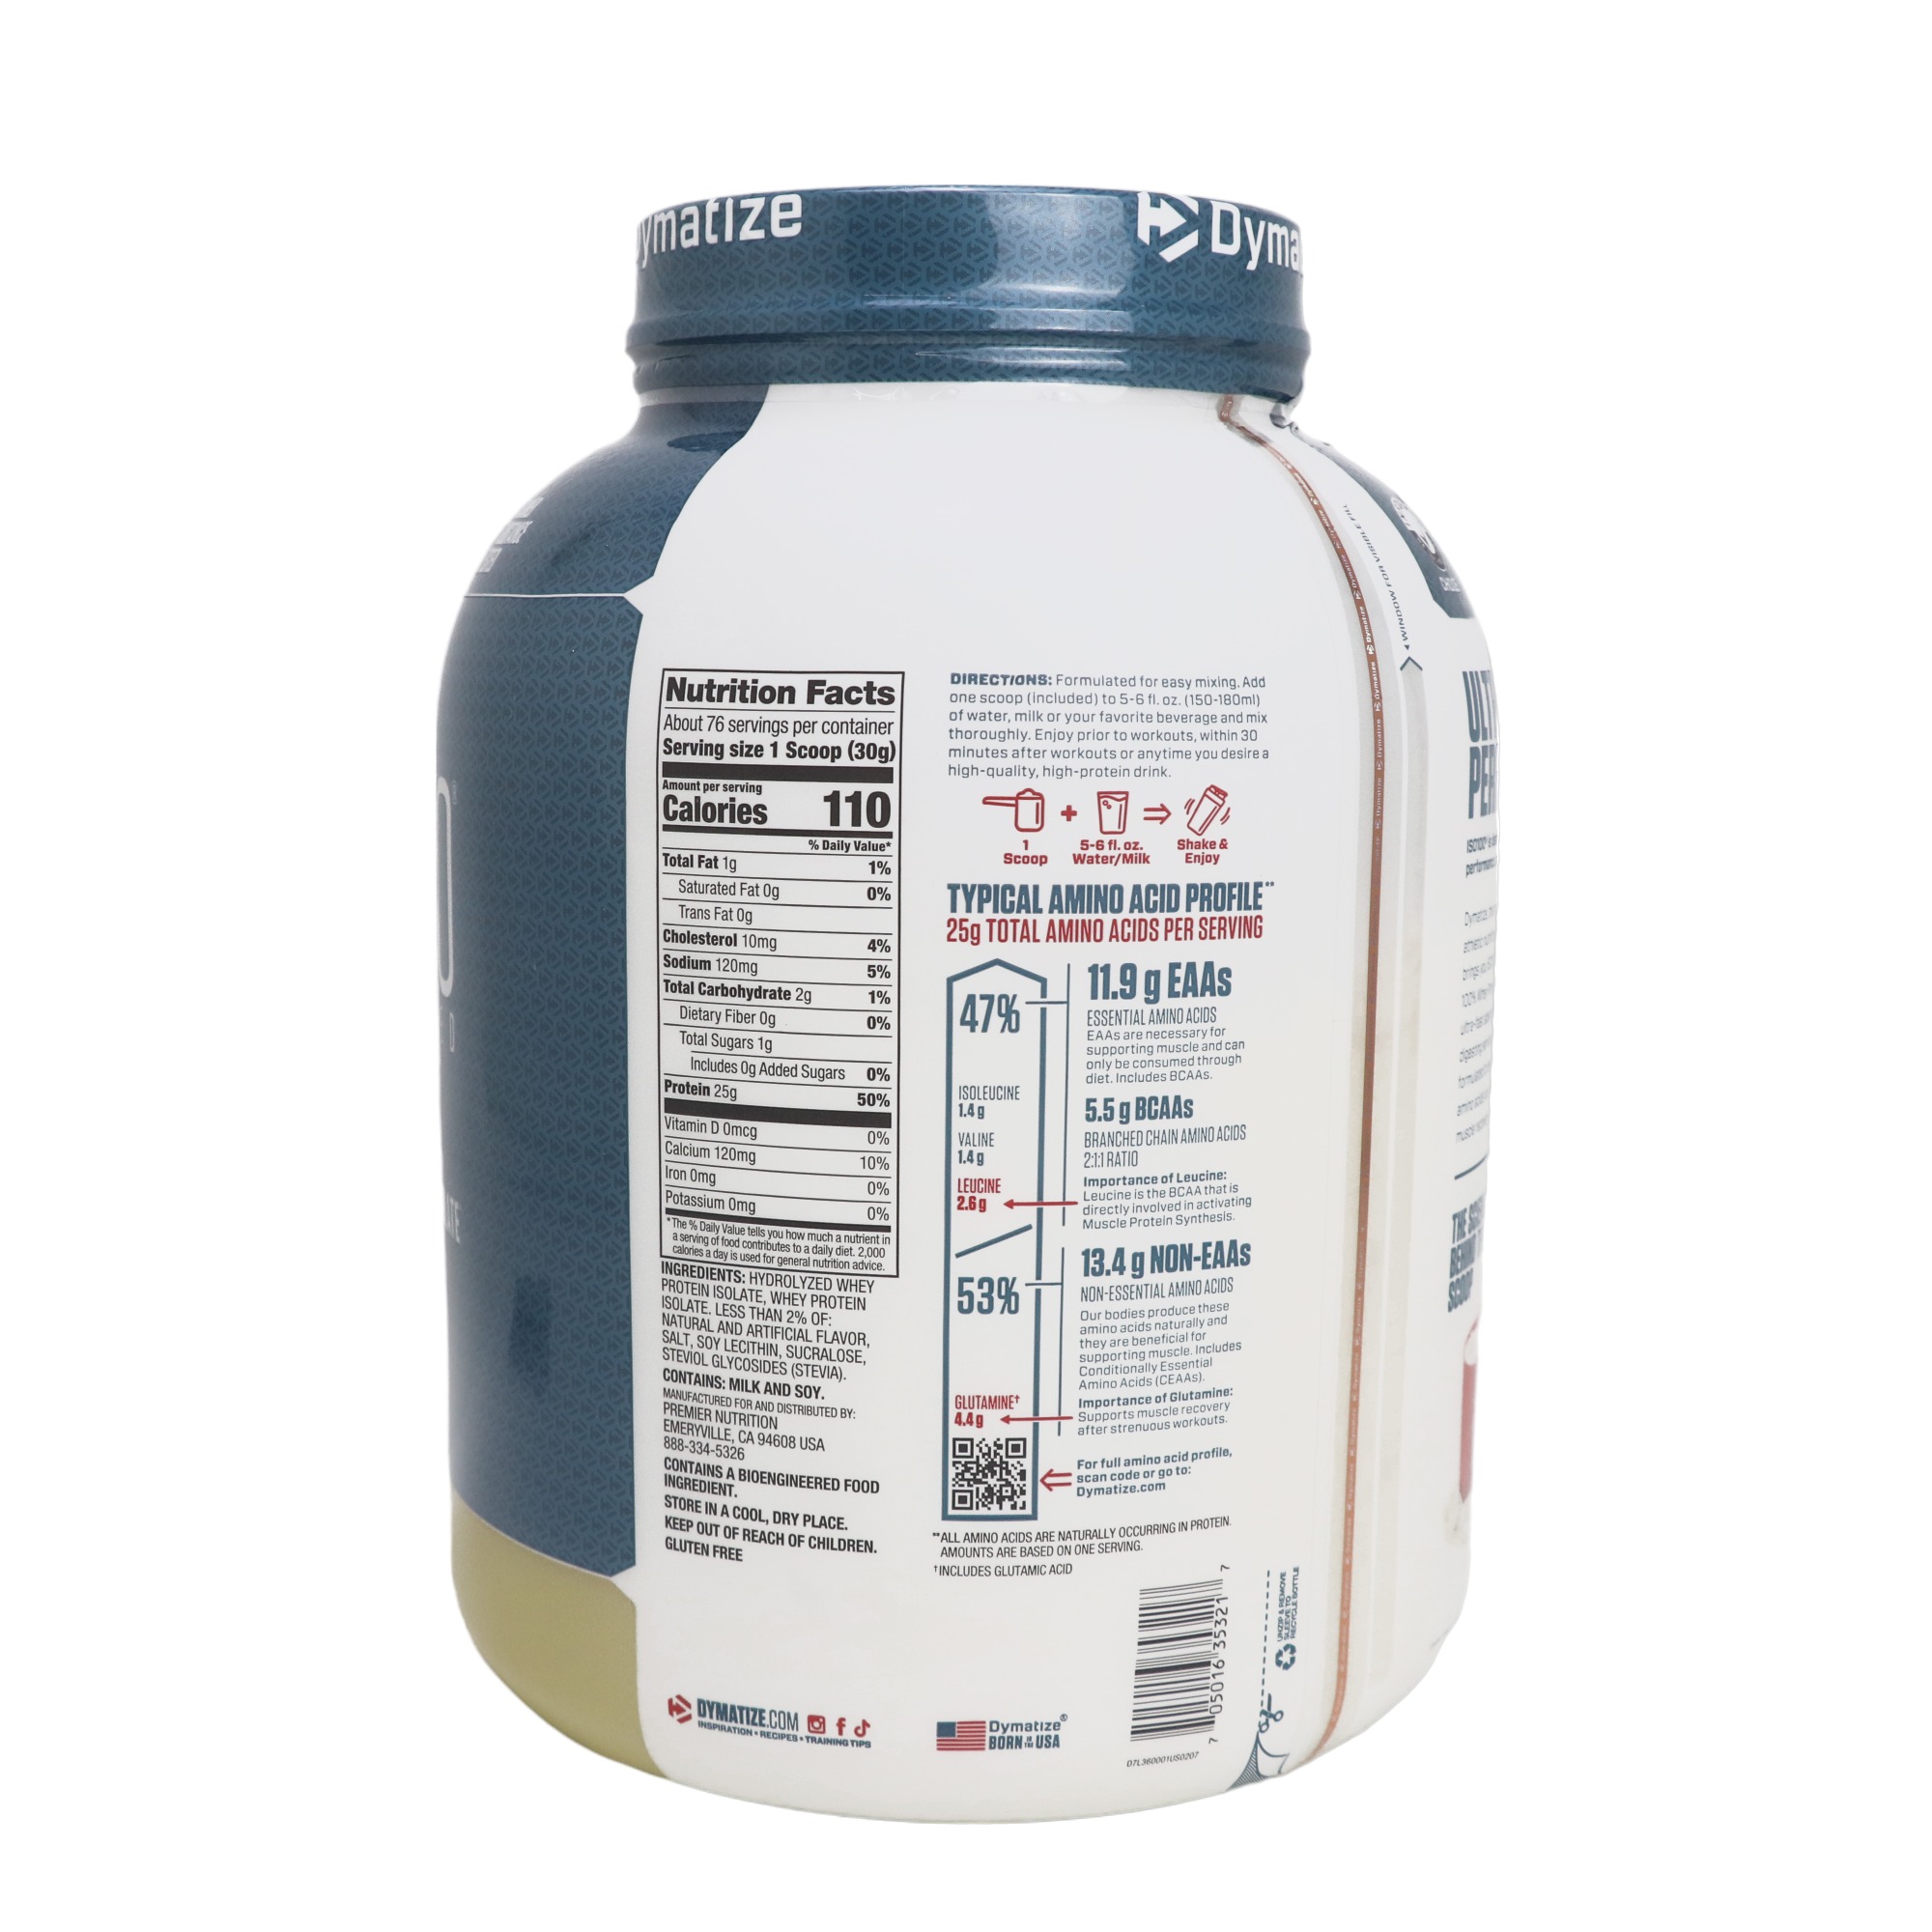 ymatize
Dyma
Nutrition Facts
About 76 servings per container
Serving size 1 Scoop (30g)
Amount per serving
Calories 110
% Daily Value*
Total Fat 1g 1%
Saturated Fat 0g 0%
Trans Fat 0g
Cholesterol 10mg 4%
Sodium 120mg 5%
Total Carbohydrate 2g 1%
Dietary Fiber 0g 0%
Total Sugars 1g
Includes 0g Added Sugars 0%
Protein 25g 50%
Vitamin D 0mcg 0%
Calcium 120mg 10%
Iron 0mg 0%
Potassium 0mg 0%
*The % Daily Value tells you how much a nutrient in
a serving of food contributes to a daily diet. 2,000
calories a day is used for general nutrition advice.
INGREDIENTS: HYDROLYZED WHEY
PROTEIN ISOLATE, WHEY PROTEIN
ISOLATE. LESS THAN 2% OF:
NATURAL AND ARTIFICIAL FLAVOR,
SALT, SOY LECITHIN, SUCRALOSE,
STEVIOL GLYCOSIDES (STEVIA).
CONTAINS: MILK AND SOY.
MANUFACTURED FOR AND DISTRIBUTED BY:
PREMIER NUTRITION
EMERYVILLE, CA 94608 USA
888-334-5326
CONTAINS A BIOENGINEERED FOOD
INGREDIENT.
STORE IN A COOL, DRY PLACE.
KEEP OUT OF REACH OF CHILDREN.
GLUTEN FREE
DYMATIZE.COM
INSPIRATION • RECIPES • TRAINING TIPS
DIRECTIONS: Formulated for easy mixing. Add
one scoop (included) to 5-6 fl. oz. (150-180ml)
of water, milk or your favorite beverage and mix
thoroughly. Enjoy prior to workouts, within 30
minutes after workouts or anytime you desire a
high-quality, high-protein drink.
1
Scoop
+
5-6 fl. oz.
Water/Milk
Shake &
Enjoy
TYPICAL AMINO ACID PROFILE**
25g TOTAL AMINO ACIDS PER SERVING
47%
ISOLEUCINE
1.4 g
VALINE
1.4 g
LEUCINE
2.6 g
11.9 g EAAs
ESSENTIAL AMINO ACIDS
EAAs are necessary for
supporting muscle and can
only be consumed through
diet. Includes BCAAs.
5.5 g BCAAs
BRANCHED CHAIN AMINO ACIDS
2:1:1 RATIO
Importance of Leucine:
Leucine is the BCAA that is
directly involved in activating
Muscle Protein Synthesis.
53%
GLUTAMINE†
4.4 g
13.4 g NON-EAAs
NON-ESSENTIAL AMINO ACIDS
Our bodies produce these
amino acids naturally and
they are beneficial for
supporting muscle. Includes
Conditionally Essential
Amino Acids (CEAAs).
Importance of Glutamine:
Supports muscle recovery
after strenuous workouts.
For full amino acid profile,
scan code or go to:
Dymatize.com
**ALL AMINO ACIDS ARE NATURALLY OCCURRING IN PROTEIN.
AMOUNTS ARE BASED ON ONE SERVING.
†INCLUDES GLUTAMIC ACID
Dymatize®
BORN IN THE USA
7 05016 35321 7
07L360001US0207
UNZIP & REMOVE
SLEEVE TO
RECYCLE BOTTLE
WINDOW FOR VISIBLE FILL
ULT
PER
THE
BEHIND
SCOOP